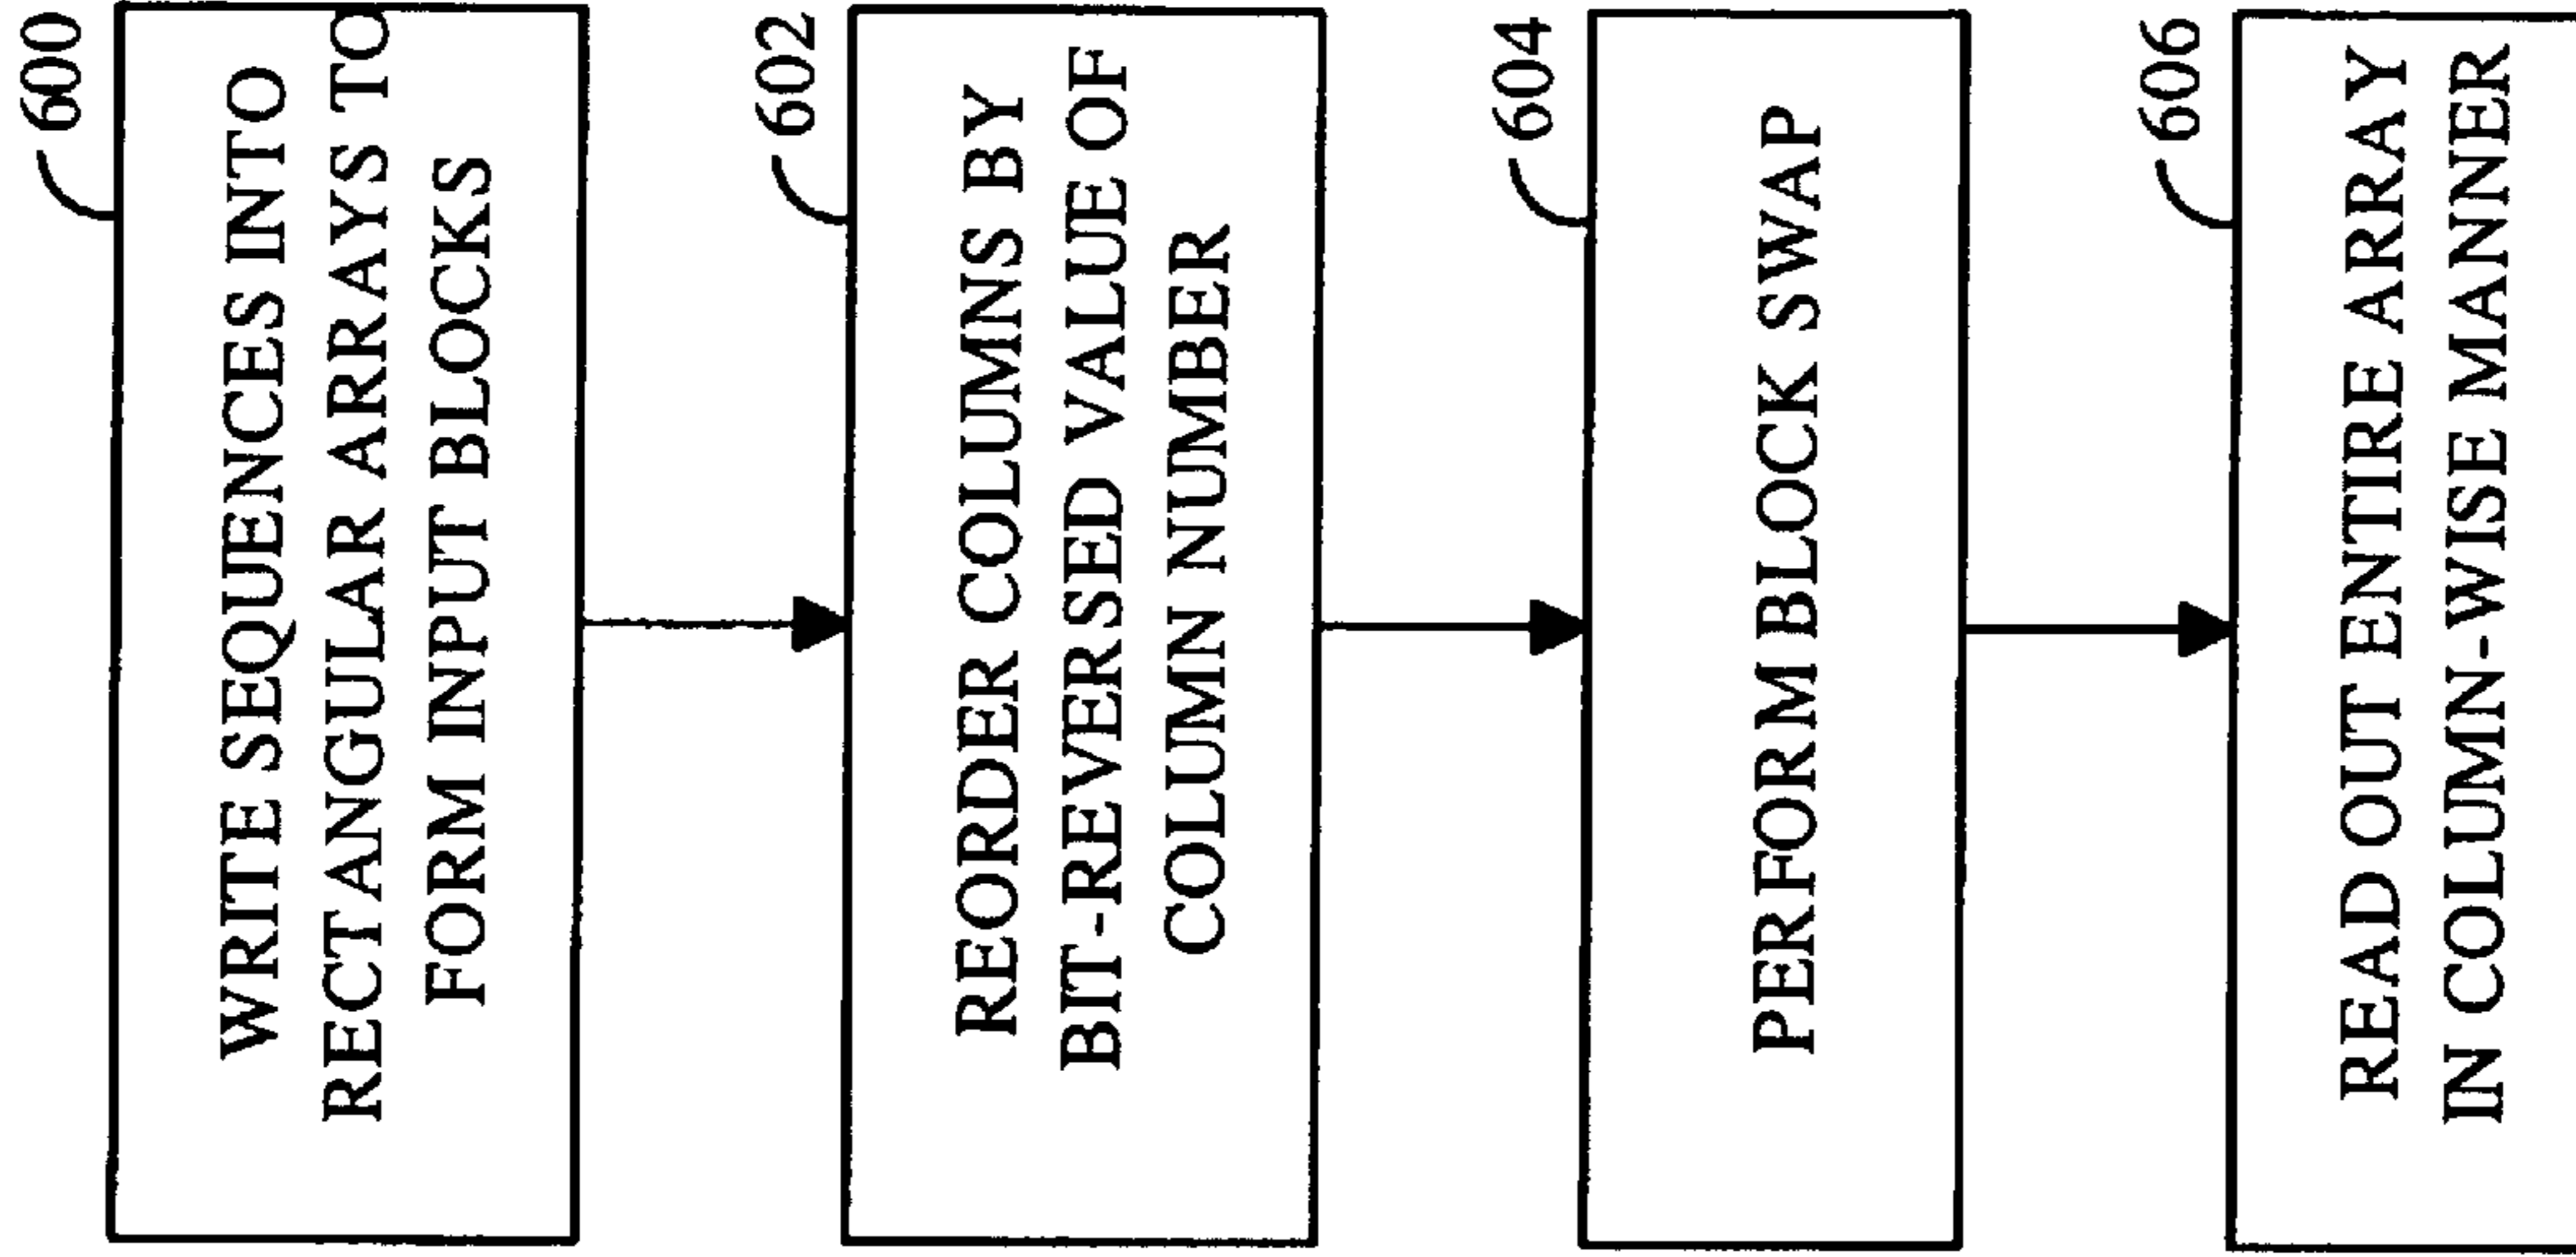 600
WRITE SEQUENCES INTO
RECTANGULAR ARRAYS TO
FORM INPUT BLOCKS
602
REORDER COLUMNS BY
BIT-REVERSED VALUE OF
COLUMN NUMBER
604
PERFORM BLOCK SWAP
606
READ OUT ENTIRE ARRAY
IN COLUMN-WISE MANNER